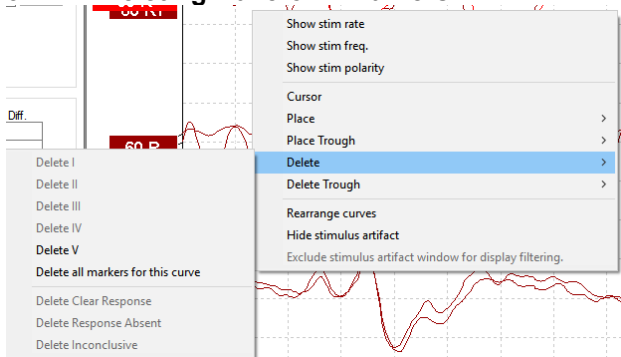 Show stim rate
Show stim freq.
Show stim polarity
Cursor
Place
Place Trough
Delete
Delete Trough
Rearrange curves
Hide stimulus artifact
Exclude stimulus artifact window for display filtering.
Diff.
Delete I
Delete II
Delete III
Delete IV
Delete V
Delete all markers for this curve
Delete Clear Response
Delete Response Absent
Delete Inconclusive